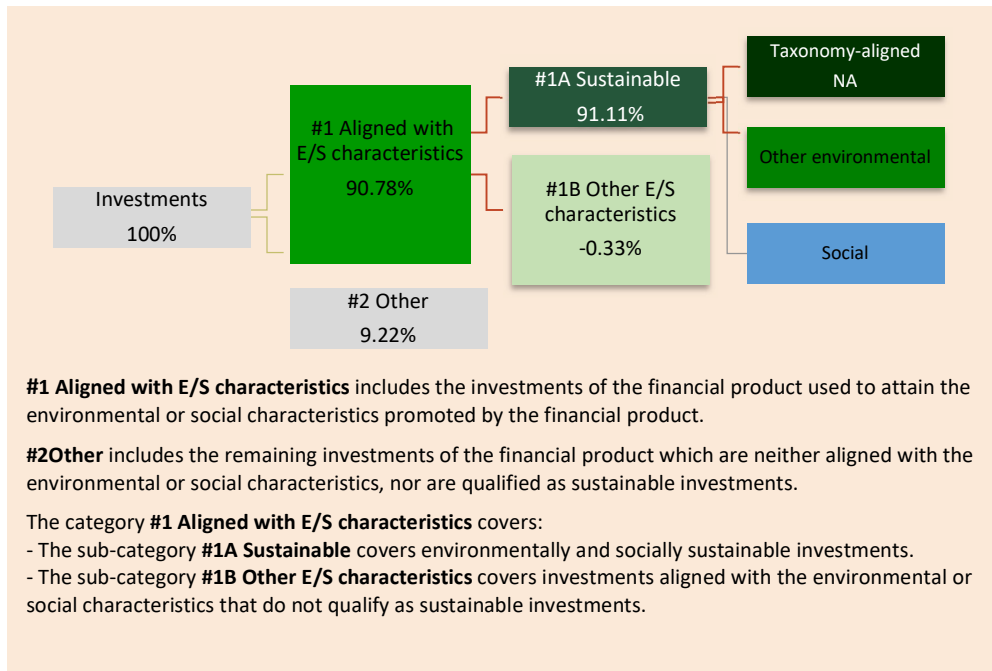 Investments
100%
#1 Aligned with
E/S characteristics
90.78%
#2 Other
9.22%
#1A Sustainable
91.11%
#1B Other E/S
characteristics
-0.33%
Taxonomy-aligned
NA
Other environmental
Social
#1 Aligned with E/S characteristics includes the investments of the financial product used to attain the
environmental or social characteristics promoted by the financial product.
#2Other includes the remaining investments of the financial product which are neither aligned with the
environmental or social characteristics, nor are qualified as sustainable investments.
The category #1 Aligned with E/S characteristics covers:
- The sub-category #1A Sustainable covers environmentally and socially sustainable investments.
- The sub-category #1B Other E/S characteristics covers investments aligned with the environmental or
social characteristics that do not qualify as sustainable investments.